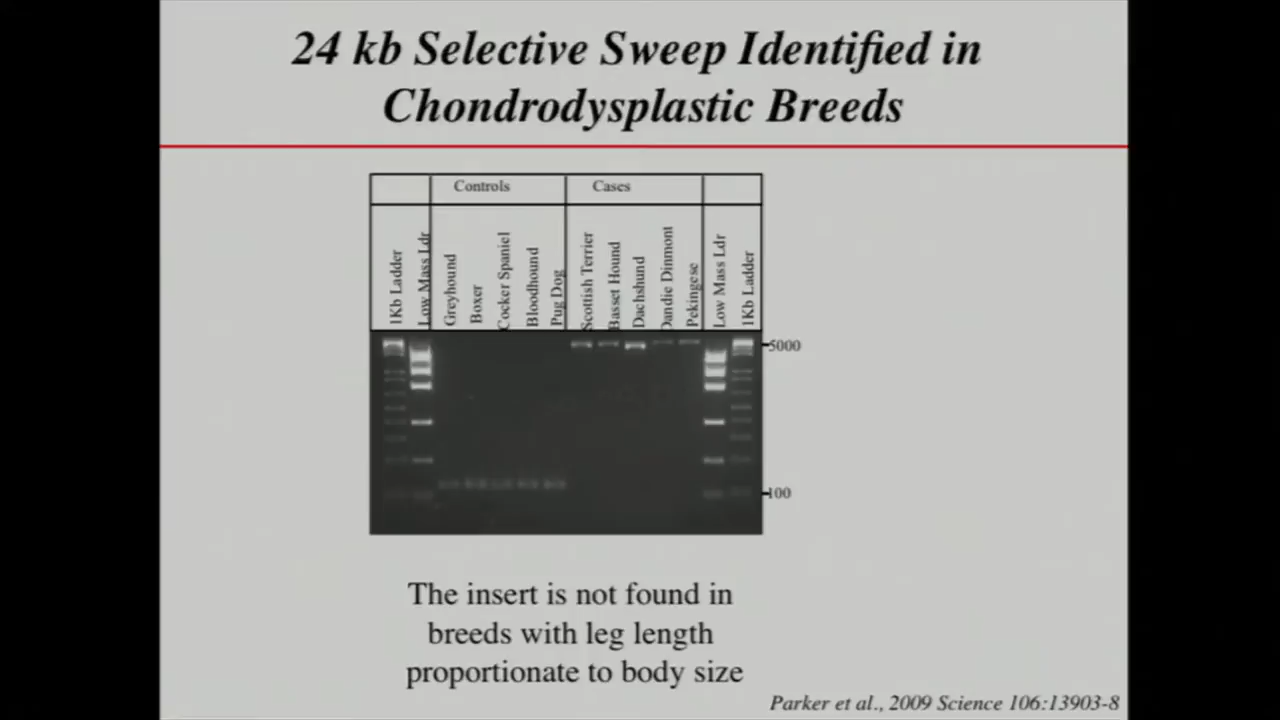 24 kb Selective Sweep Identified in
Chondrodysplastic Breeds
Controls
Cases
1Kb Ladder
Low Mass Ldr
Greyhound
Boxer
Cocker Spaniel
Bloodhound
Pug Dog
Scottish Terrier
Basset Hound
Dachshund
Dandie Dinmont
Pekingese
Low Mass Ldr
1Kb Ladder
5000
100
The insert is not found in
breeds with leg length
proportionate to body size
Parker et al., 2009 Science 106:13903-8